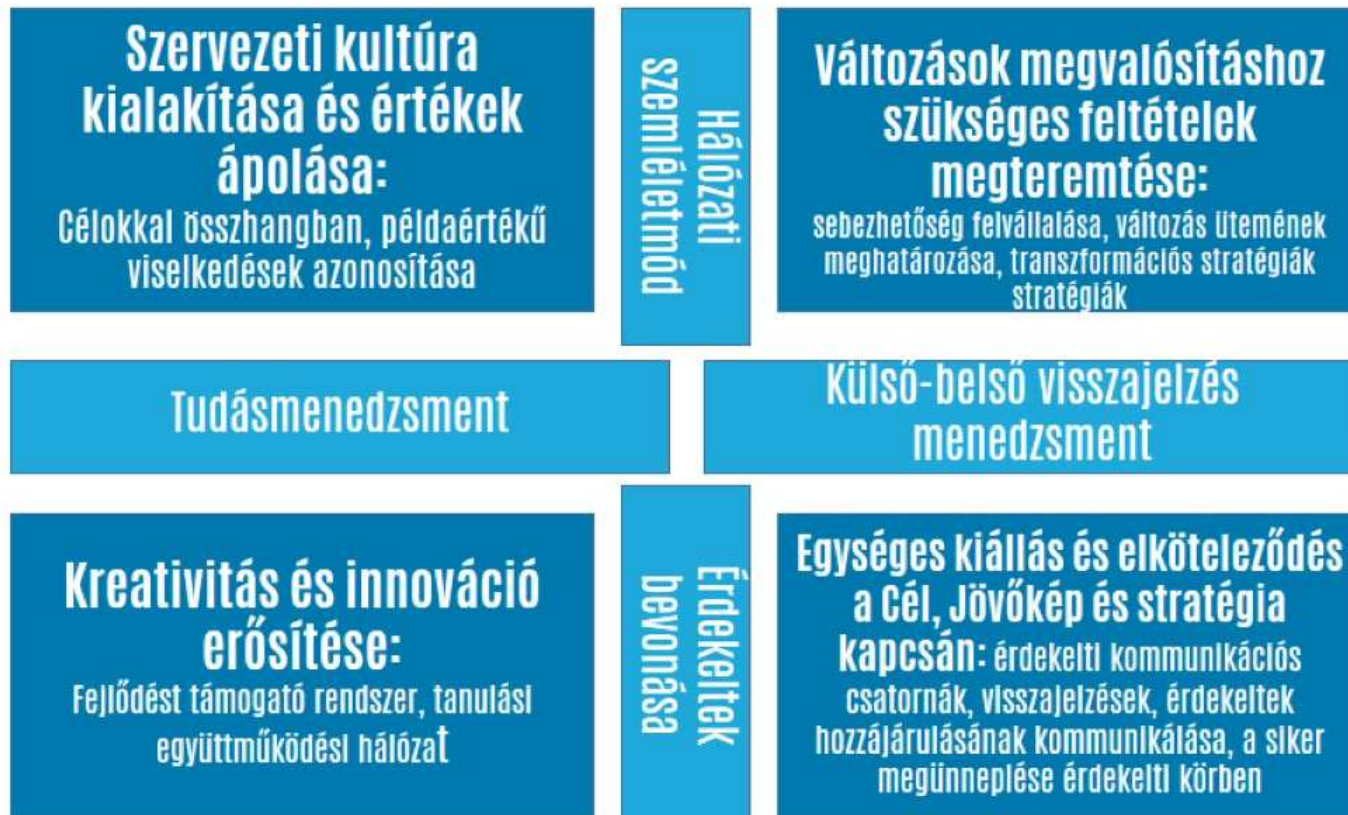 Szervezeti kultúra
kialakítása és értékek
ápolása:
Célokkal összhangban, példaértékű
viselkedések azonosítása
Hálózati
szemléletmód
Változások megvalósításhoz
szükséges feltételek
megteremtése:
sebezhetőség felvállalása, változás ütemének
meghatározása, transzformációs stratégiák
stratégiák
Tudásmenedzsment
Külső-belső visszajelzés
menedzsment
Kreativitás és innováció
erősítése:
Fejlődést támogató rendszer, tanulási
együttműködési hálózat
Érdekeltek
bevonása
Egységes kiállás és elköteleződés
a Cél, Jövőkép és stratégia
kapcsán: érdekelti kommunikációs
csatornák, visszajelzések, érdekeltek
hozzájárulásának kommunikálása, a siker
megünneplése érdekelti körben